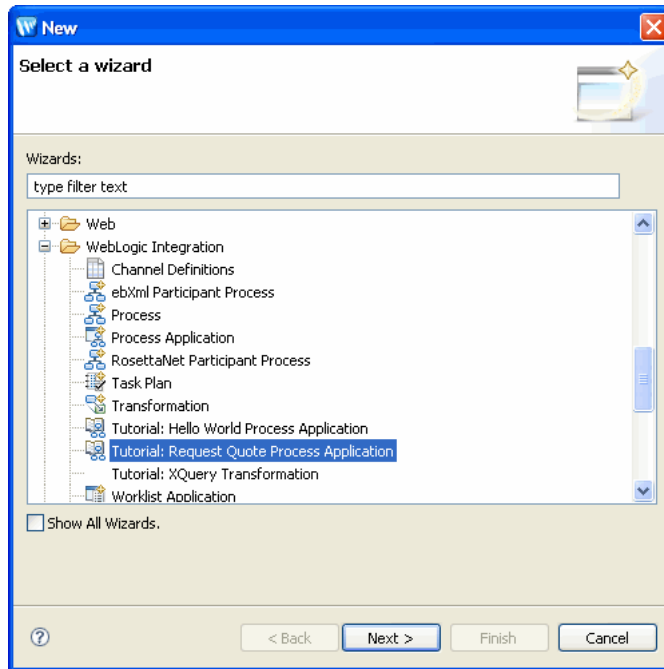 New
Select a wizard
Wizards:
type filter text
Web
WebLogic Integration
Channel Definitions
ebXml Participant Process
Process
Process Application
RosettaNet Participant Process
Task Plan
Transformation
Tutorial: Hello World Process Application
Tutorial: Request Quote Process Application
Tutorial: XQuery Transformation
Worklist Application
Show All Wizards.
? < Back Next > Finish Cancel